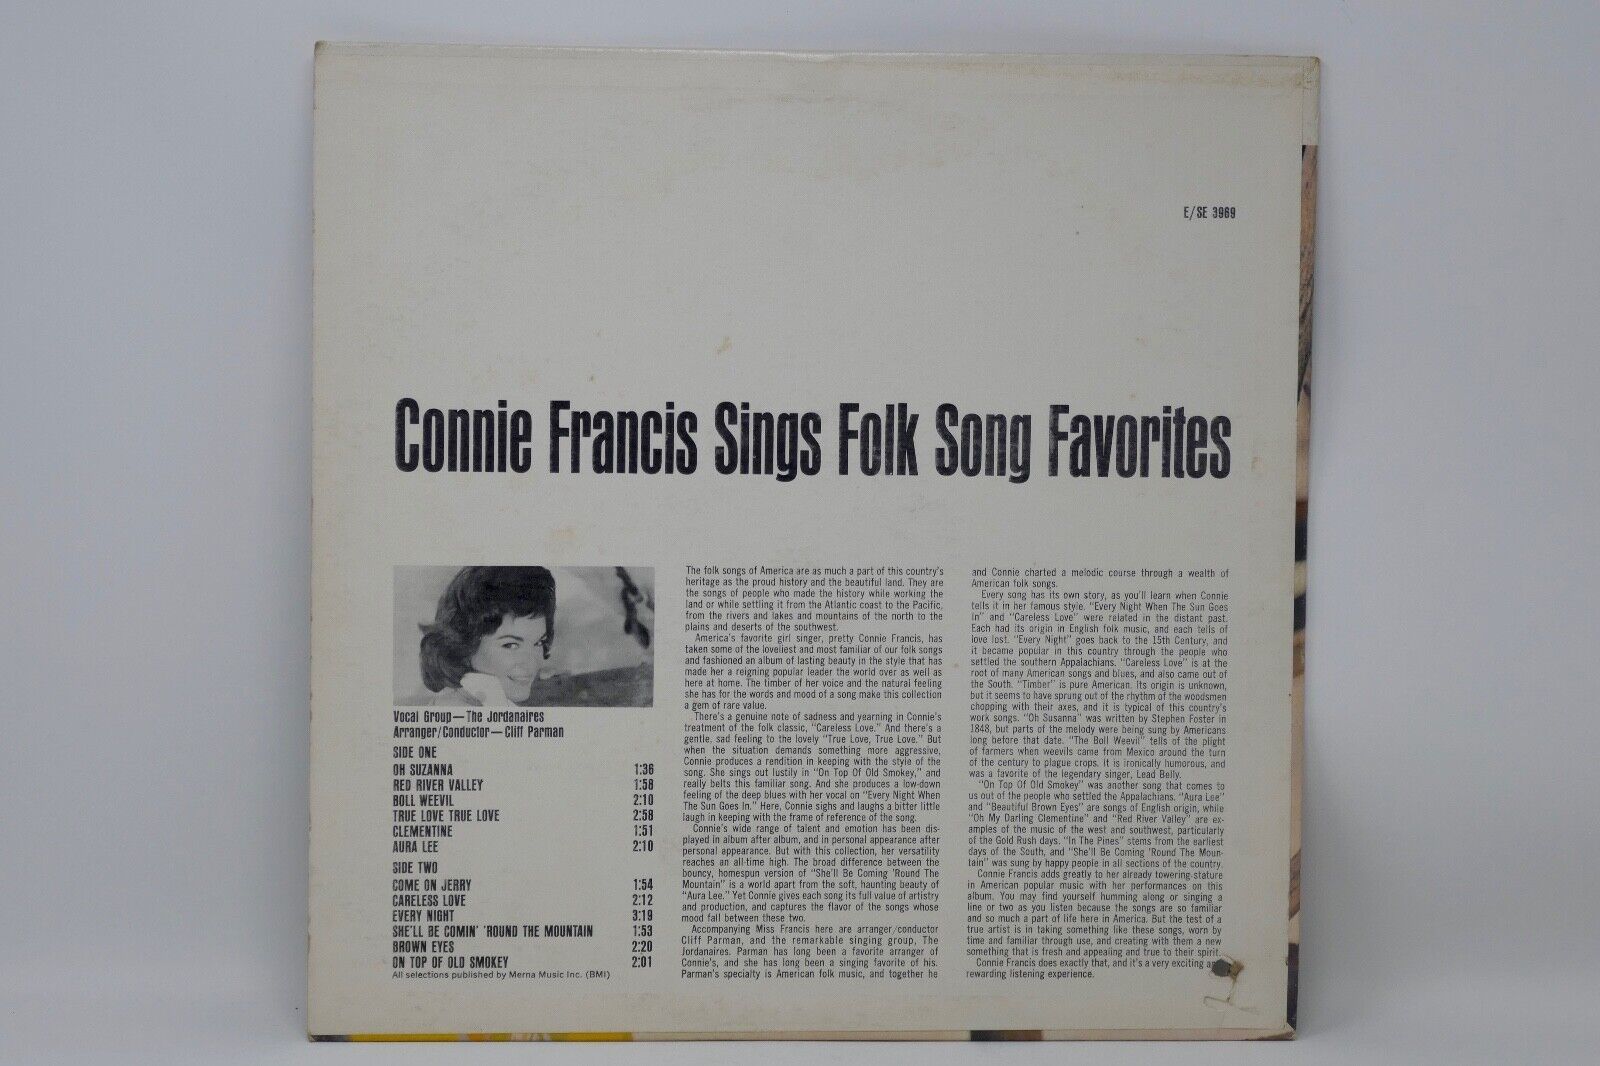 E/SE 3969
Connie Francis Sings Folk Song Favorites
Vocal Group—The Jordanaires
Arranger/Conductor—Cliff Parman
SIDE ONE
OH SUZANNA 1:36
RED RIVER VALLEY 1:58
BOLL WEEVIL 2:10
TRUE LOVE TRUE LOVE 2:58
CLEMENTINE 1:51
AURA LEE 2:10
SIDE TWO
COME ON JERRY 1:54
CARELESS LOVE 2:12
EVERY NIGHT 3:19
SHE'LL BE COMIN' 'ROUND THE MOUNTAIN 1:53
BROWN EYES 2:20
ON TOP OF OLD SMOKEY 2:01
All selections published by Merna Music Inc. (BMI)
The folk songs of America are as much a part of this country's
heritage as the proud history and the beautiful land. They are
the songs of people who made the history while working the
land or while settling it from the Atlantic coast to the Pacific,
from the rivers and lakes and mountains of the north to the
plains and deserts of the southwest.
America's favorite girl singer, pretty Connie Francis, has
taken some of the loveliest and most familiar of our folk songs
and fashioned an album of lasting beauty in the style that has
made her a reigning popular leader the world over as well as
here at home. The timber of her voice and the natural feeling
she has for the words and mood of a song make this collection
a gem of rare value.
There's a genuine note of sadness and yearning in Connie's
treatment of the folk classic, "Careless Love." And there's a
gentle, sad feeling to the lovely "True Love, True Love." But
when the situation demands something more aggressive,
Connie produces a rendition in keeping with the style of the
song. She sings out lustily in "On Top Of Old Smokey," and
really belts this familiar song. And she produces a low-down
feeling of the deep blues with her vocal on "Every Night When
The Sun Goes In." Here, Connie sighs and laughs a bitter little
laugh in keeping with the frame of reference of the song.
Connie's wide range of talent and emotion has been dis-
played in album after album, and in personal appearance after
personal appearance. But with this collection, her versatility
reaches an all-time high. The broad difference between the
bouncy, homespun version of "She'll Be Coming 'Round The
Mountain" is a world apart from the soft, haunting beauty of
"Aura Lee." Yet Connie gives each song its full value of artistry
and production, and captures the flavor of the songs whose
mood fall between these two.
Accompanying Miss Francis here are arranger/conductor
Cliff Parman, and the remarkable singing group, The
Jordanaires. Parman has long been a favorite arranger of
Connie's, and she has long been a singing favorite of his.
Parman's specialty is American folk music, and together he
and Connie charted a melodic course through a wealth of
American folk songs.
Every song has its own story, as you'll learn when Connie
tells it in her famous style. "Every Night When The Sun Goes
In" and "Careless Love" were related in the distant past.
Each had its origin in English folk music, and each tells of
love lost. "Every Night" goes back to the 15th Century, and
it became popular in this country through the people who
settled the southern Appalachians. "Careless Love" is at the
root of many American songs and blues, and also came out of
the South. "Timber" is pure American. Its origin is unknown,
but it seems to have sprung out of the rhythm of the woodsmen
chopping with their axes, and it is typical of this country's
work songs. "Oh Susanna" was written by Stephen Foster in
1848, but parts of the melody were being sung by Americans
long before that date. "The Boll Weevil" tells of the plight
of farmers when weevils came from Mexico around the turn
of the century to plague crops. It is ironically humorous, and
was a favorite of the legendary singer, Lead Belly.
"On Top Of Old Smokey" was another song that comes to
us out of the people who settled the Appalachians. "Aura Lee"
and "Beautiful Brown Eyes" are songs of English origin, while
"Oh My Darling Clementine" and "Red River Valley" are ex-
amples of the music of the west and southwest, particularly
of the Gold Rush days. "In The Pines" stems from the earliest
days of the South, and "She'll Be Coming 'Round The Moun-
tain" was sung by happy people in all sections of the country.
Connie Francis adds greatly to her already towering-stature
in American popular music with her performances on this
album. You may find yourself humming along or singing a
line or two as you listen because the songs are so familiar
and so much a part of life here in America. But the test of a
true artist is in taking something like these songs, worn by
time and familiar through use, and creating with them a new
something that is fresh and appealing and true to their spirit.
Connie Francis does exactly that, and it's a very exciting
rewarding listening experience.